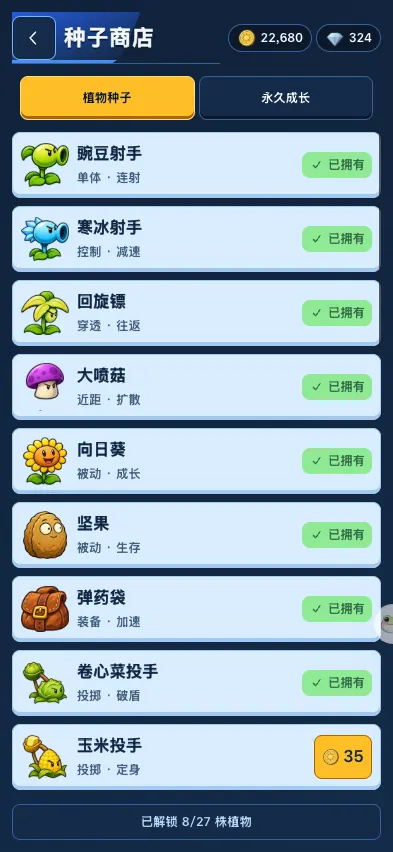 种子商店
22,680
324
植物种子
永久成长
豌豆射手
单体 · 连射
✓ 已拥有
寒冰射手
控制 · 减速
✓ 已拥有
回旋镖
穿透 · 往返
✓ 已拥有
大喷菇
近距 · 扩散
✓ 已拥有
向日葵
被动 · 成长
✓ 已拥有
坚果
被动 · 生存
✓ 已拥有
弹药袋
装备 · 加速
✓ 已拥有
卷心菜投手
投掷 · 破盾
✓ 已拥有
玉米投手
投掷 · 定身
35
已解锁 8/27 株植物